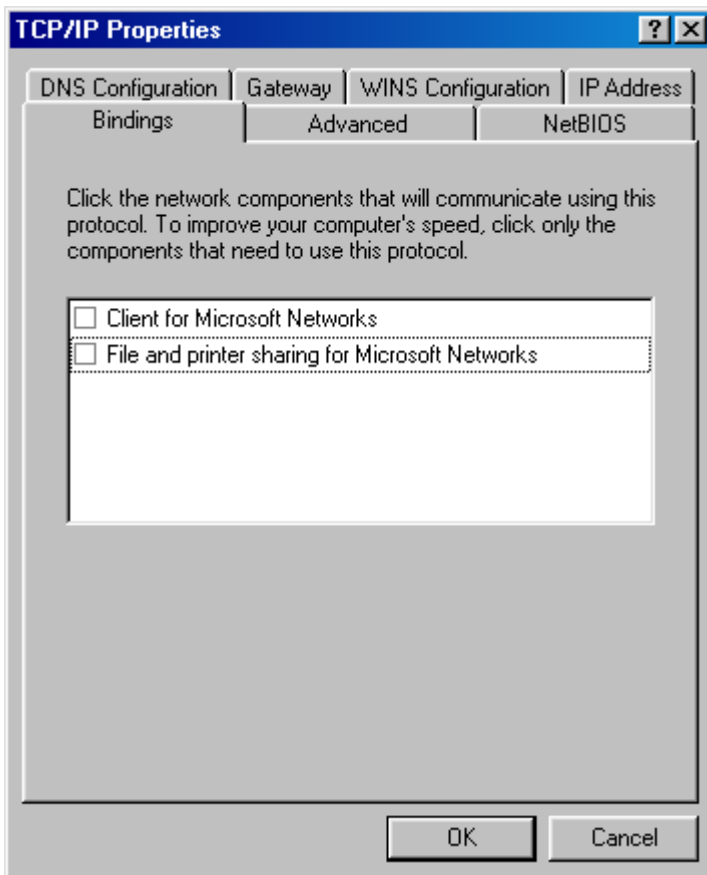 TCP/IP Properties
DNS Configuration Gateway WINS Configuration IP Address
Bindings Advanced NetBIOS
Click the network components that will communicate using this
protocol. To improve your computer's speed, click only the
components that need to use this protocol.
Client for Microsoft Networks
File and printer sharing for Microsoft Networks
OK Cancel